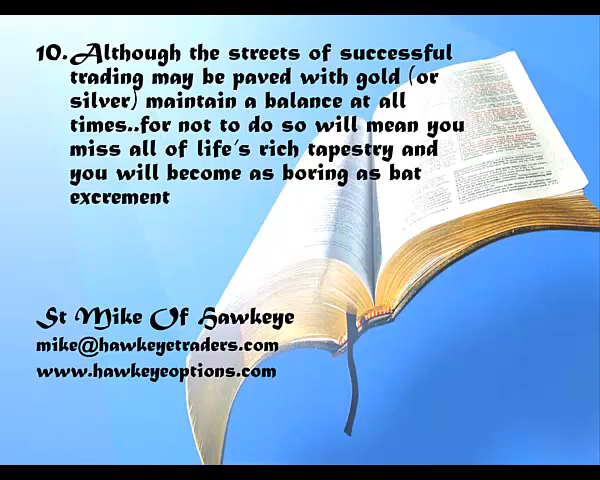 10. Although the streets of successful
trading may be paved with gold (or
silver) maintain a balance at all
times..for not to do so will mean you
miss all of life's rich tapestry and
you will become as boring as bat
excrement
St Mike Of Hawkeye
mike@hawkeyetraders.com
www.hawkeyeoptions.com